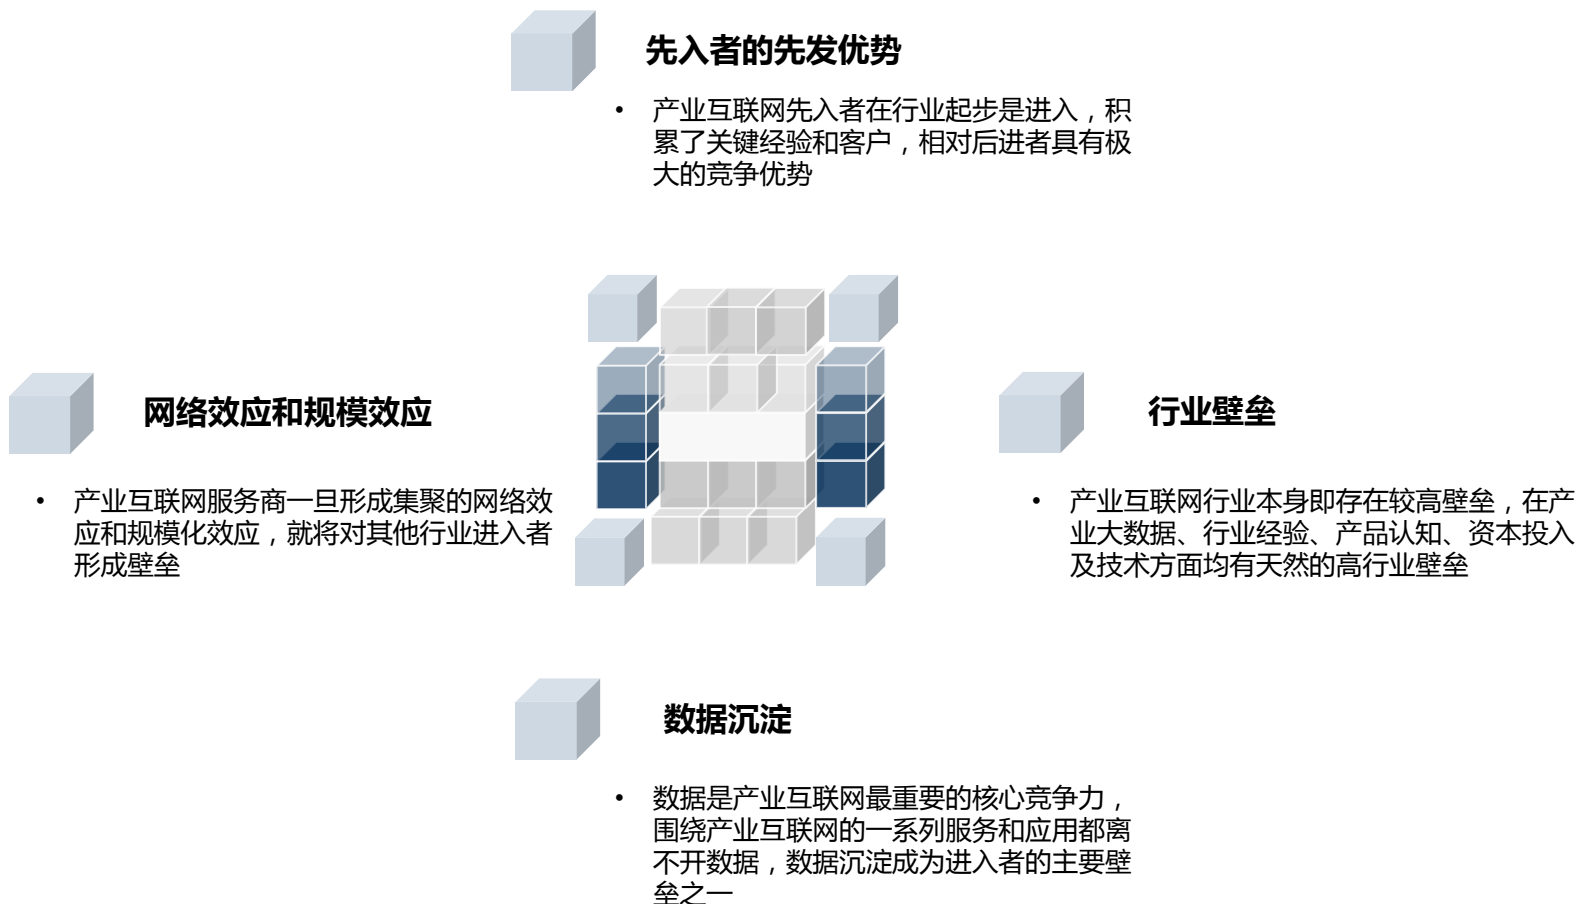 先入者的先发优势
• 产业互联网先入者在行业起步是进入，积
累了关键经验和客户，相对后进者具有极
大的竞争优势
网络效应和规模效应
• 产业互联网服务商一旦形成集聚的网络效
应和规模化效应，就将对其他行业进入者
形成壁垒
行业壁垒
• 产业互联网行业本身即存在较高壁垒，在产
业大数据、行业经验、产品认知、资本投入
及技术方面均有天然的高行业壁垒
数据沉淀
• 数据是产业互联网最重要的核心竞争力，
围绕产业互联网的一系列服务和应用都离
不开数据，数据沉淀成为进入者的主要壁
垒之一